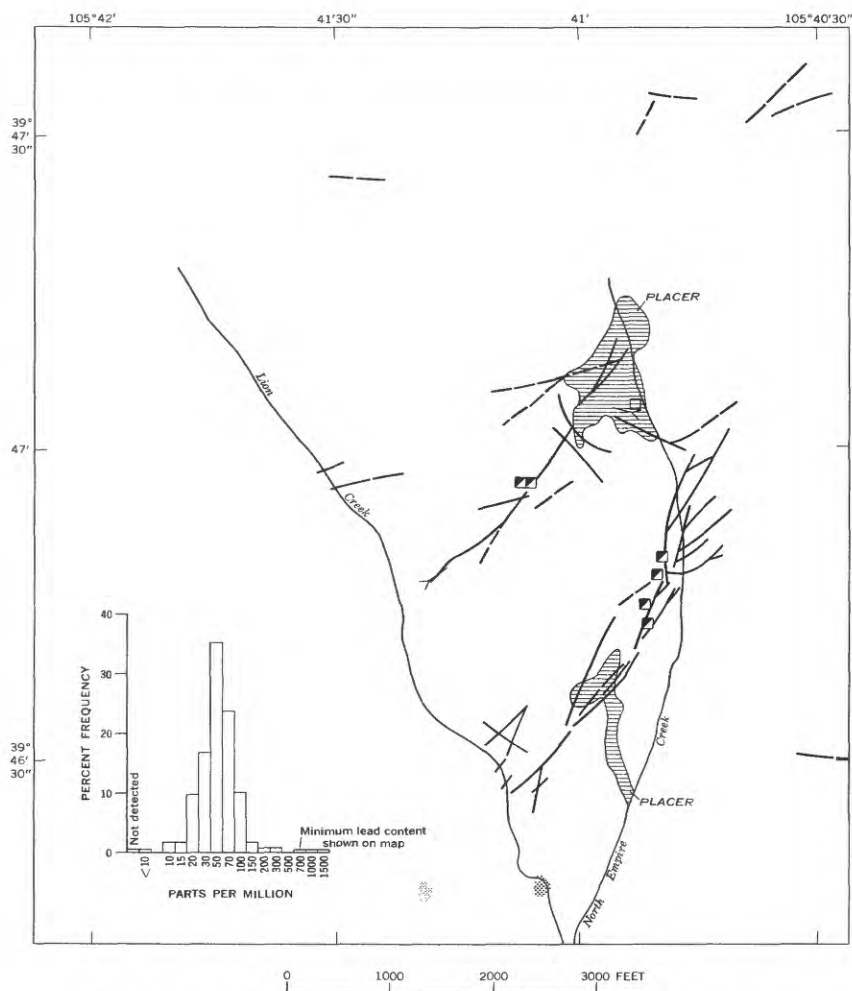 105°42' 41'30" 41' 105°40'30"
39°
47'
30"
PLACER
Lion
47'
Creek
40
30
20
10
0
PERCENT FREQUENCY
Not detected
Minimum lead content
shown on map
<10 10 15 20 30 50 70 100 150 200 300 500 700 1000 1500
PARTS PER MILLION
39°
46'
30"
Creek
PLACER
Empire
North
0 1000 2000 3000 FEET